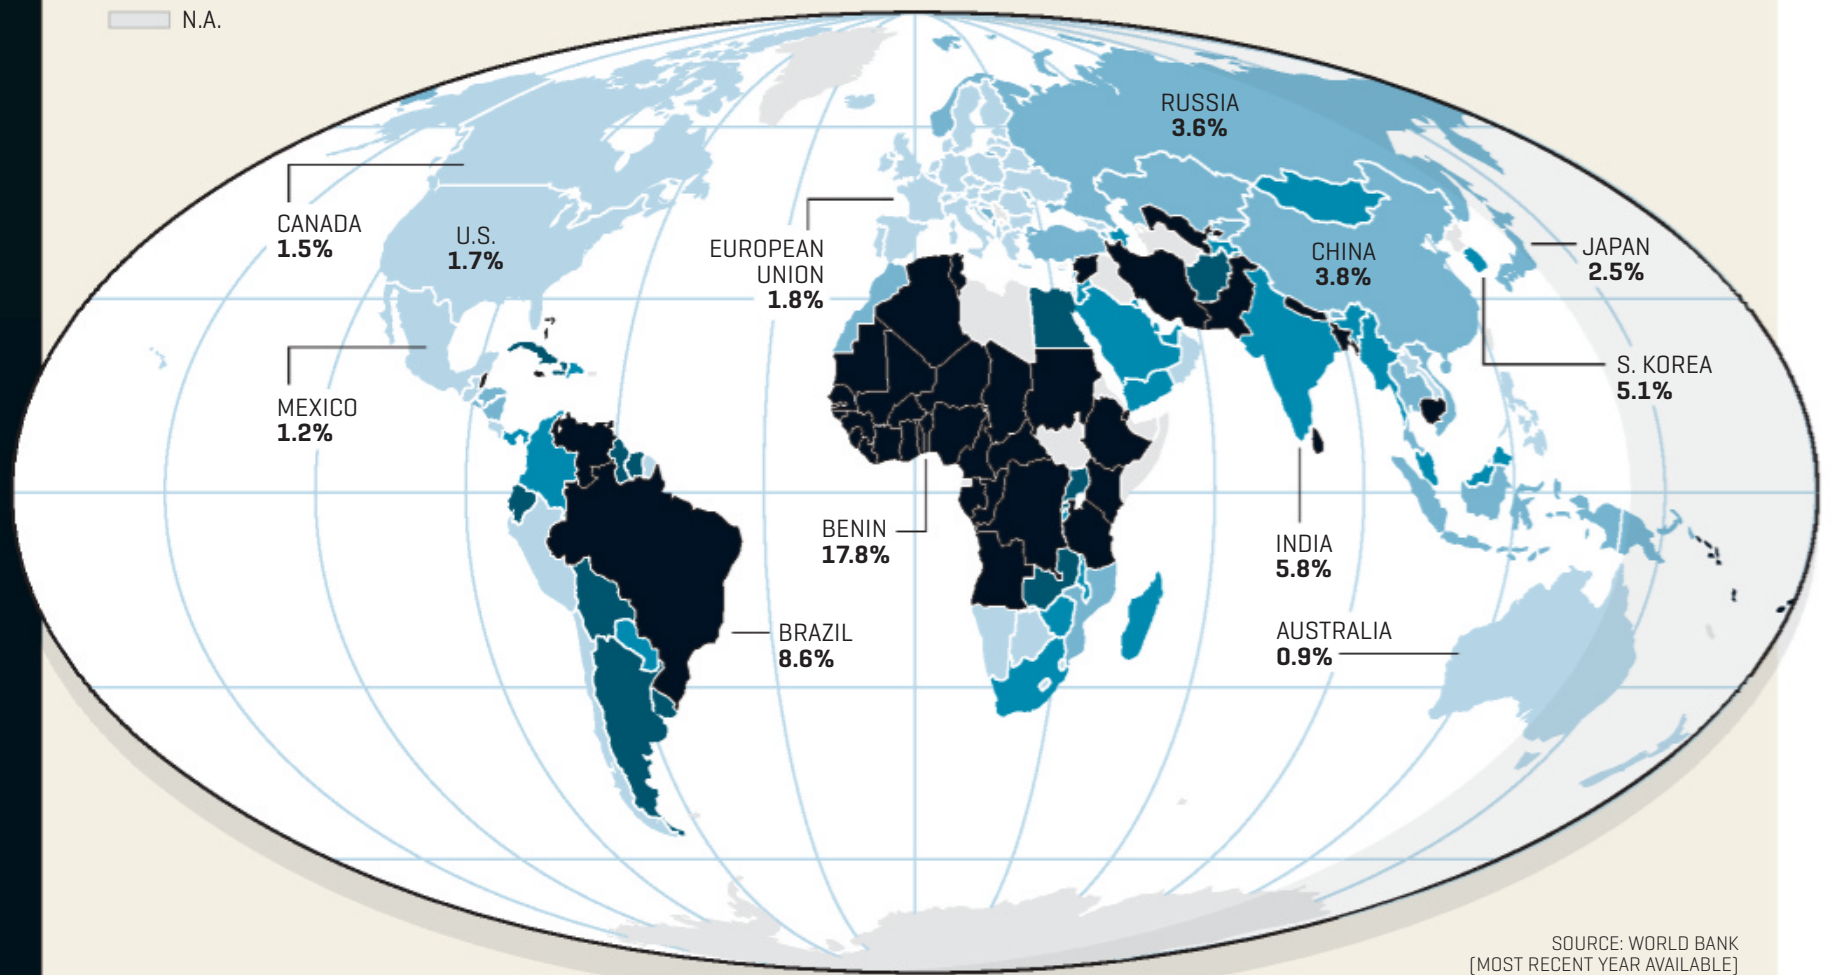 N.A.
RUSSIA
3.6%
CANADA
1.5%
U.S.
1.7%
EUROPEAN
UNION
1.8%
CHINA
3.8%
JAPAN
2.5%
S. KOREA
5.1%
MEXICO
1.2%
BENIN
17.8%
INDIA
5.8%
BRAZIL
8.6%
AUSTRALIA
0.9%
SOURCE: WORLD BANK
[MOST RECENT YEAR AVAILABLE]